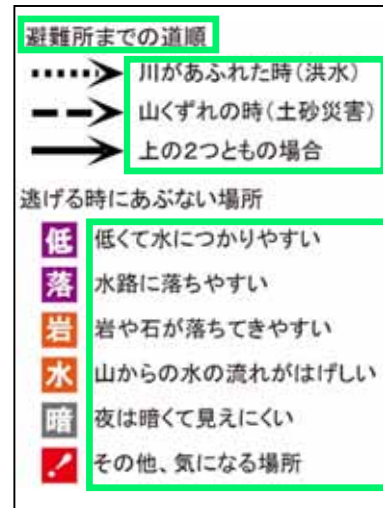 避難所までの道順
川があふれた時(洪水)
山くずれの時(土砂災害)
上の2つともの場合
逃げる時にあぶない場所
低 低くて水につかりやすい
落 水路に落ちやすい
岩 岩や石が落ちてきやすい
水 山からの水の流れがはげしい
暗 夜は暗くて見えにくい
! その他、気になる場所